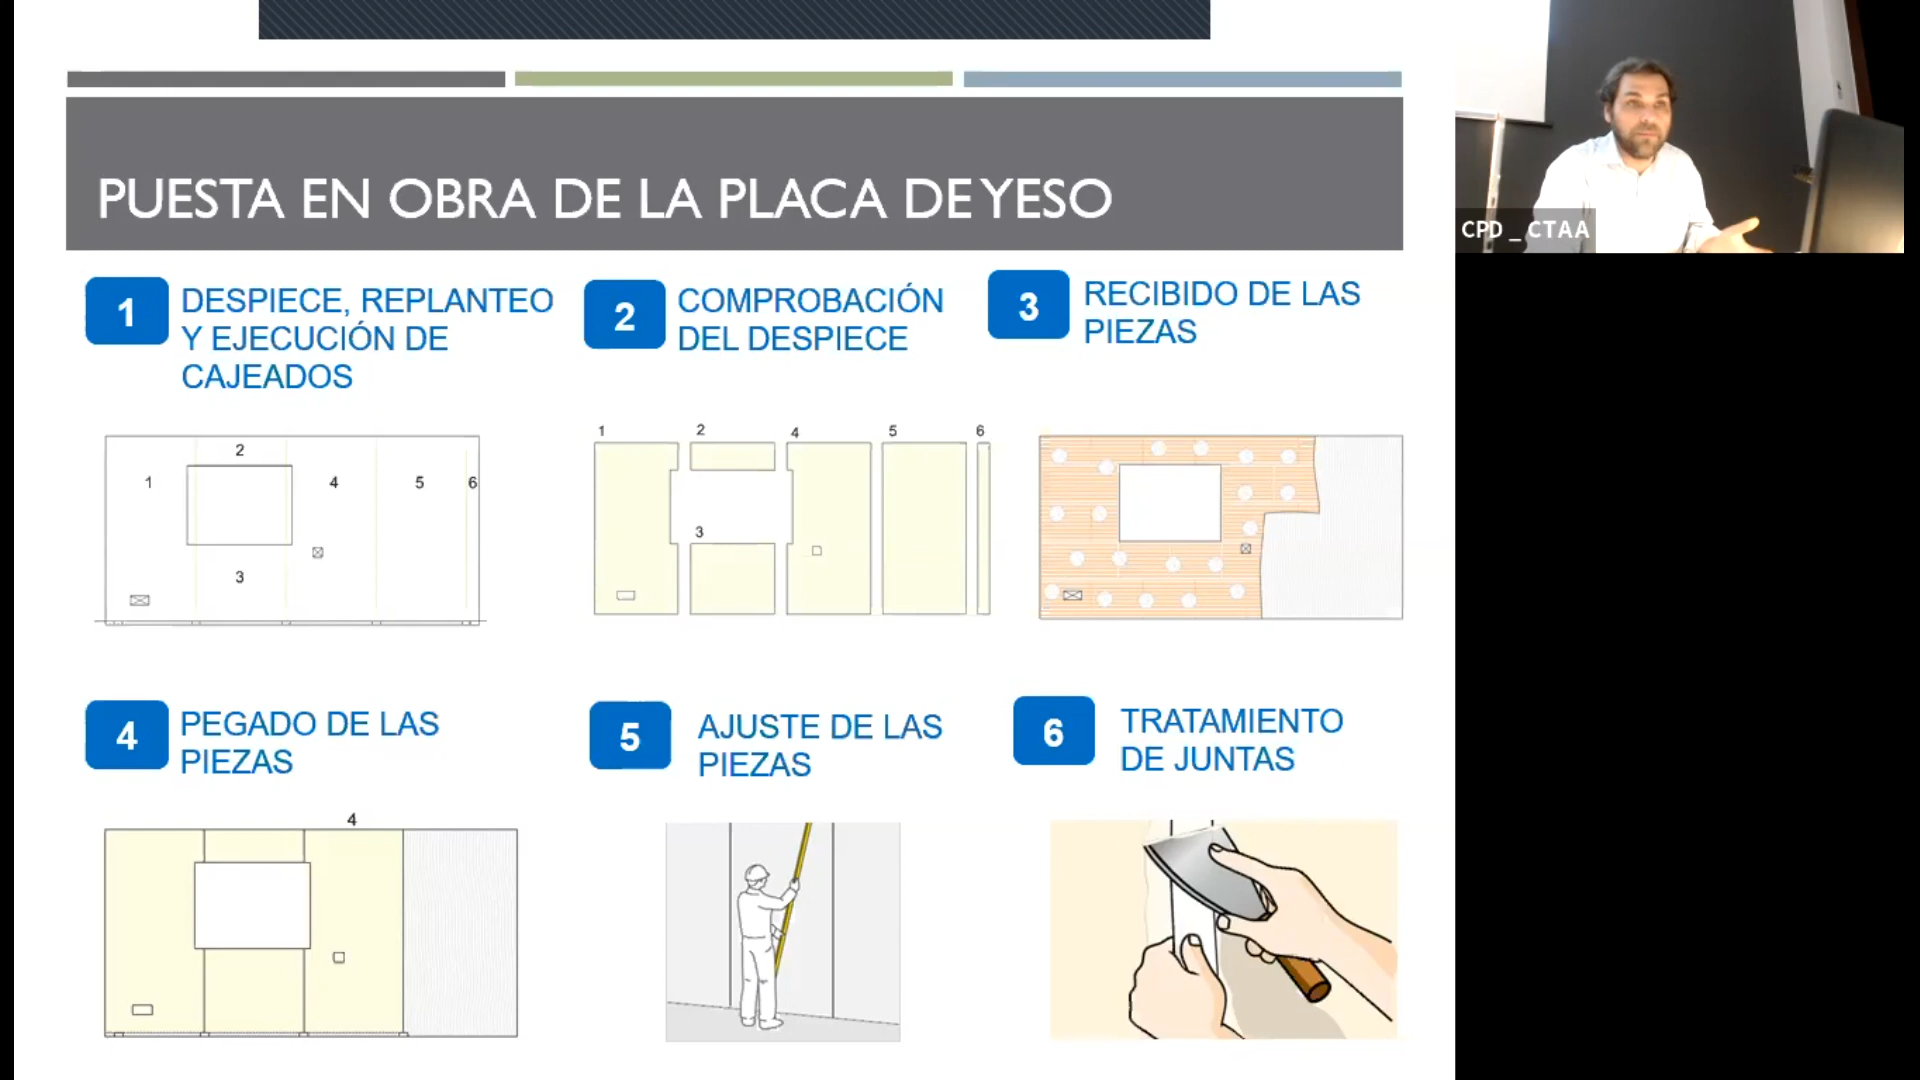 PUESTA EN OBRA DE LA PLACA DE YESO
CPD _ CTAA
1
DESPIECE, REPLANTEO
Y EJECUCIÓN DE
CAJEADOS
2
COMPROBACIÓN
DEL DESPIECE
3
RECIBIDO DE LAS
PIEZAS
2
1
4
5
6
3
1
2
4
5
6
3
4
PEGADO DE LAS
PIEZAS
5
AJUSTE DE LAS
PIEZAS
6
TRATAMIENTO
DE JUNTAS
4